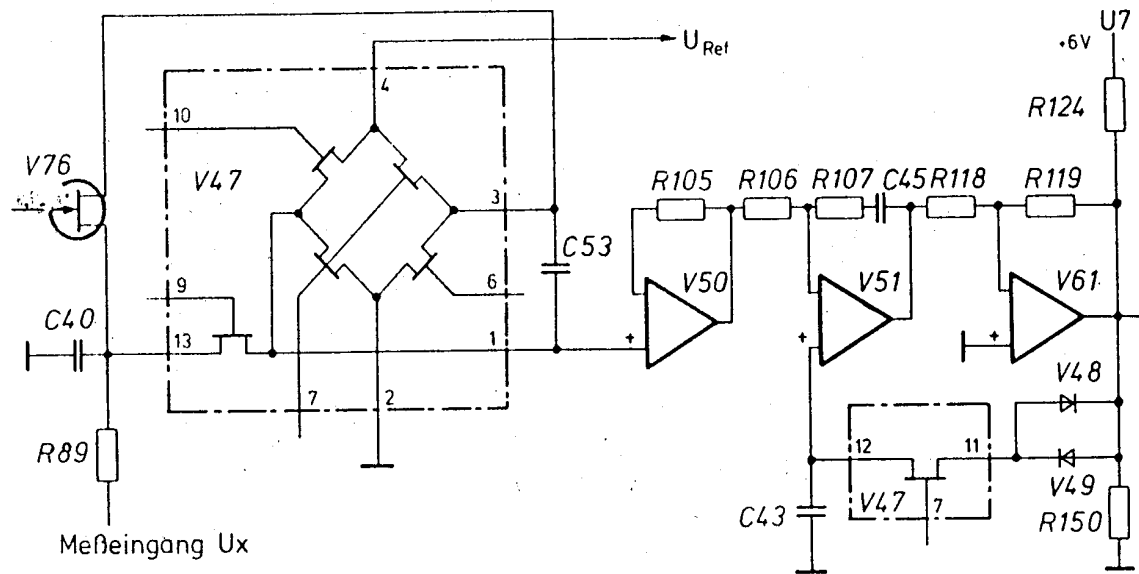 U7
+6V
U Ref
4
10
R124
V76
V47
R105
R106
R107
C45
R118
R119
3
C53
9
6
V50
V51
V61
C40
13
1
+
+
+
V48
7
2
12
11
R89
V47
7
V49
C43
R150
Meßeingang Ux